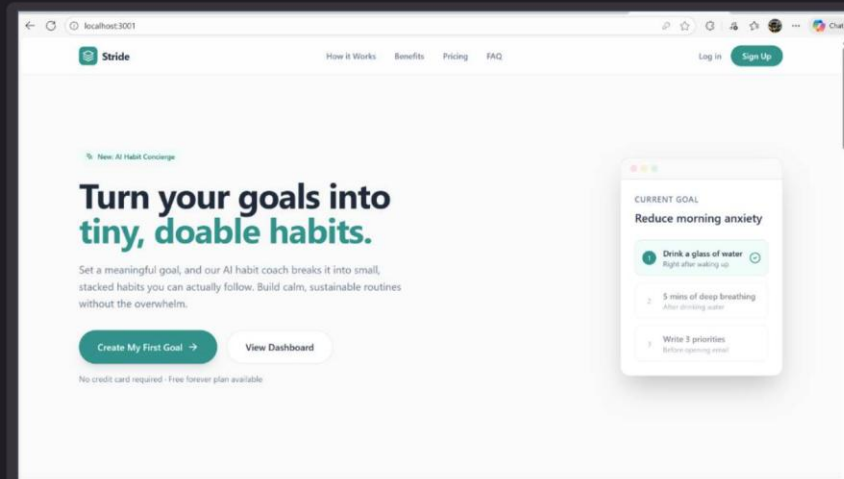 localhost:3001
Chat
Stride
How it Works
Benefits
Pricing
FAQ
Log in
Sign Up
New: AI Habit Concierge
Turn your goals into
tiny, doable habits.
Set a meaningful goal, and our AI habit coach breaks it into small,
stacked habits you can actually follow. Build calm, sustainable routines
without the overwhelm.
Create My First Goal →
View Dashboard
No credit card required · Free forever plan available
CURRENT GOAL
Reduce morning anxiety
1
Drink a glass of water
Right after waking up
2
5 mins of deep breathing
After drinking water
3
Write 3 priorities
Before opening email